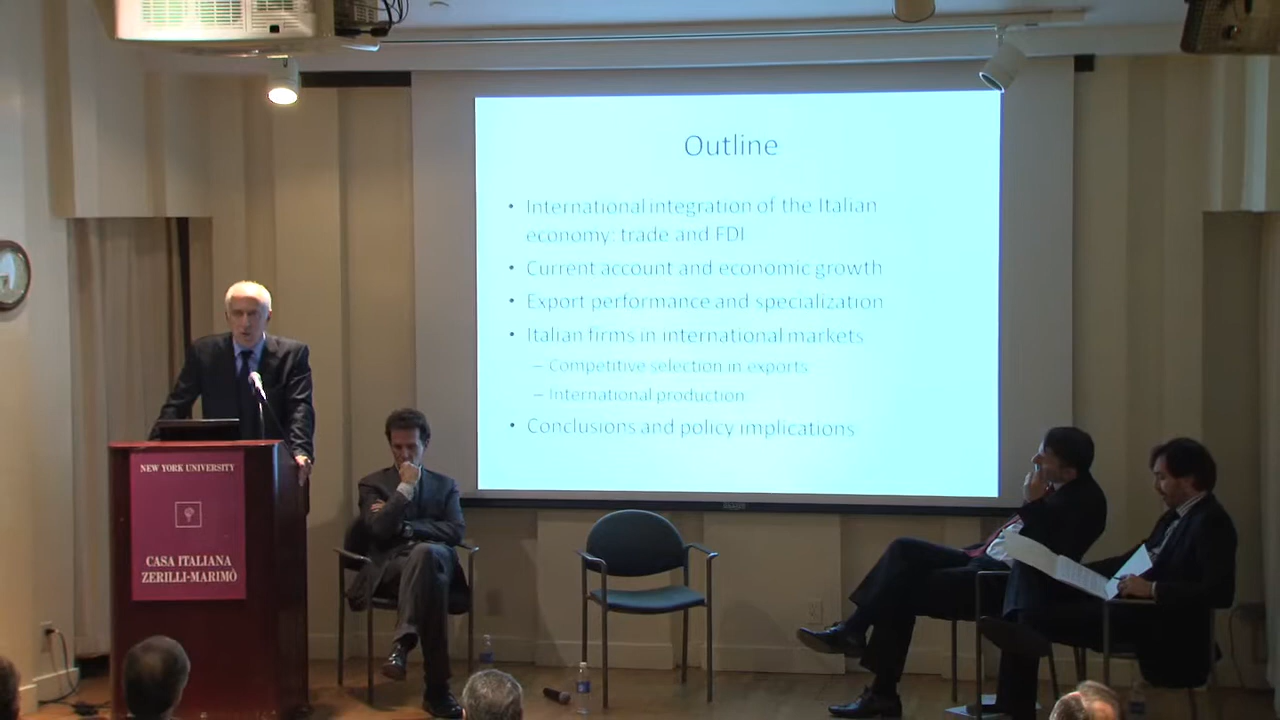 Outline
• International integration of the Italian
economy: trade and FDI
• Current account and economic growth
• Export performance and specialization
• Italian firms in international markets
– Competitive selection in exports
– International production
• Conclusions and policy implications
NEW YORK UNIVERSITY
CASA ITALIANA
ZERILLI-MARIMÒ